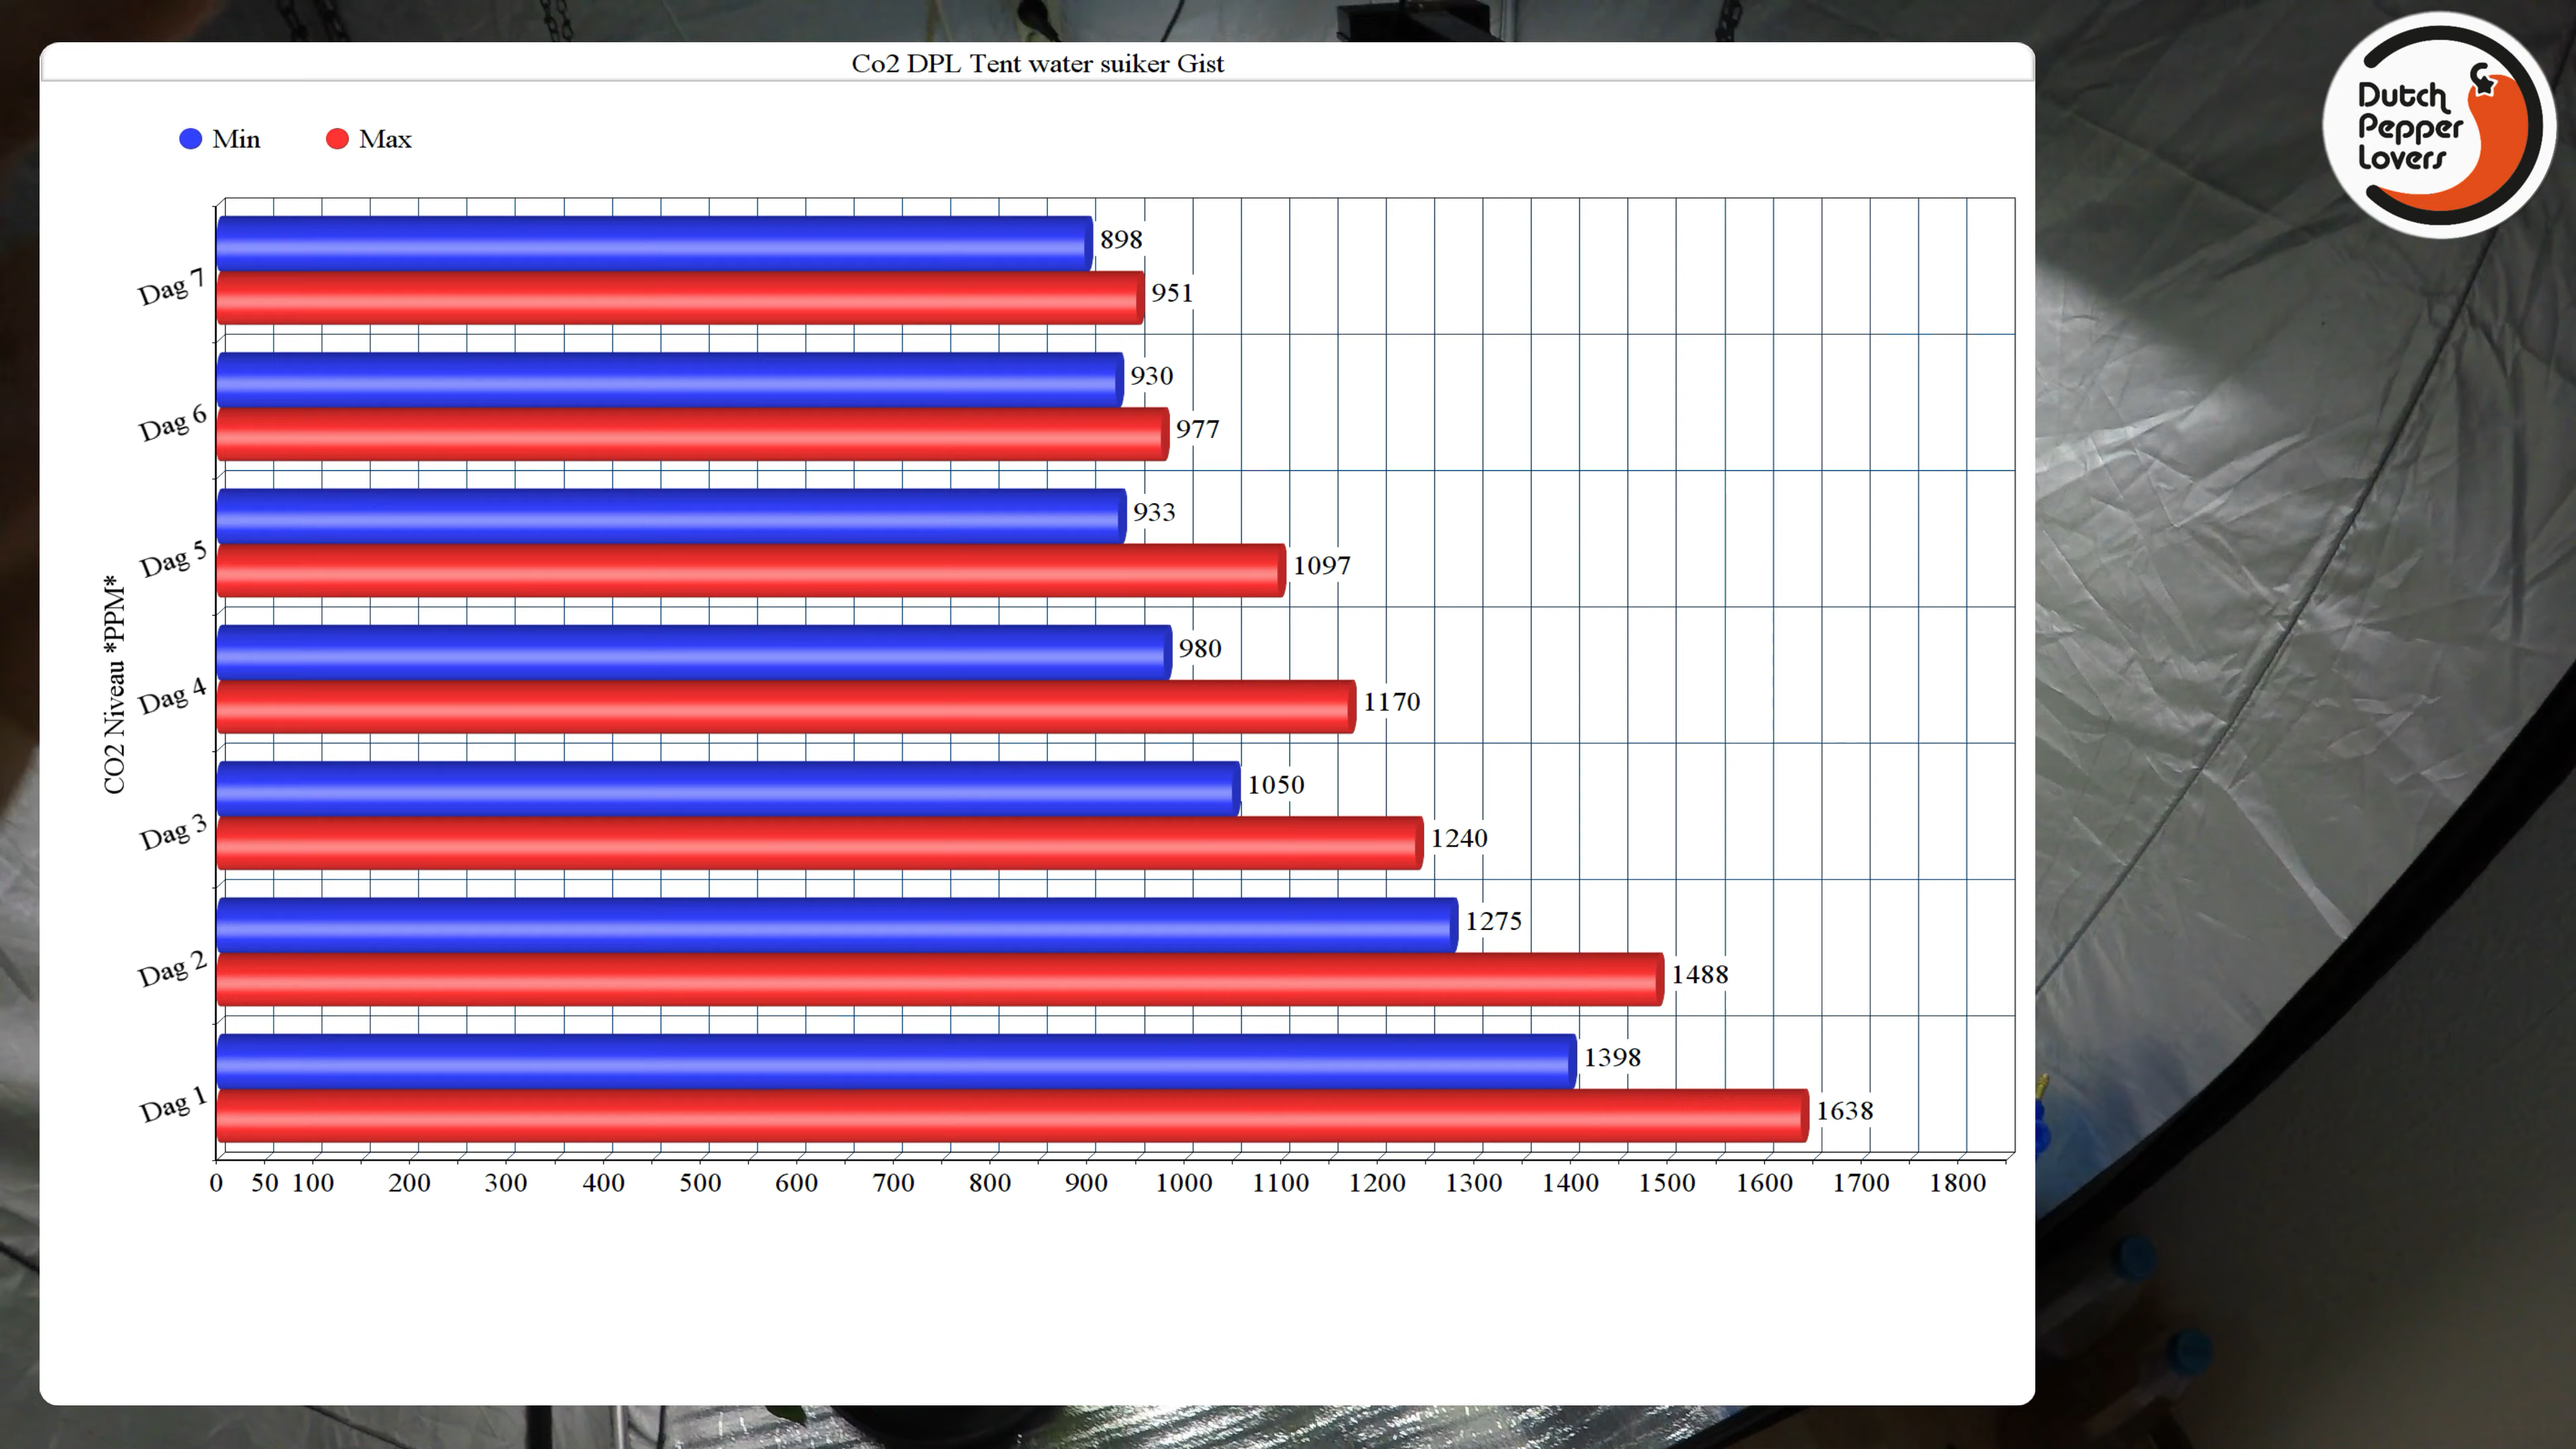 Co2 DPL Tent water suiker Gist
Dutch
Pepper
Lovers
Min Max
CO2 Niveau *PPM*
Dag 7
898
951
Dag 6
930
977
Dag 5
933
1097
Dag 4
980
1170
Dag 3
1050
1240
Dag 2
1275
1488
Dag 1
1398
1638
0 50 100 200 300 400 500 600 700 800 900 1000 1100 1200 1300 1400 1500 1600 1700 1800